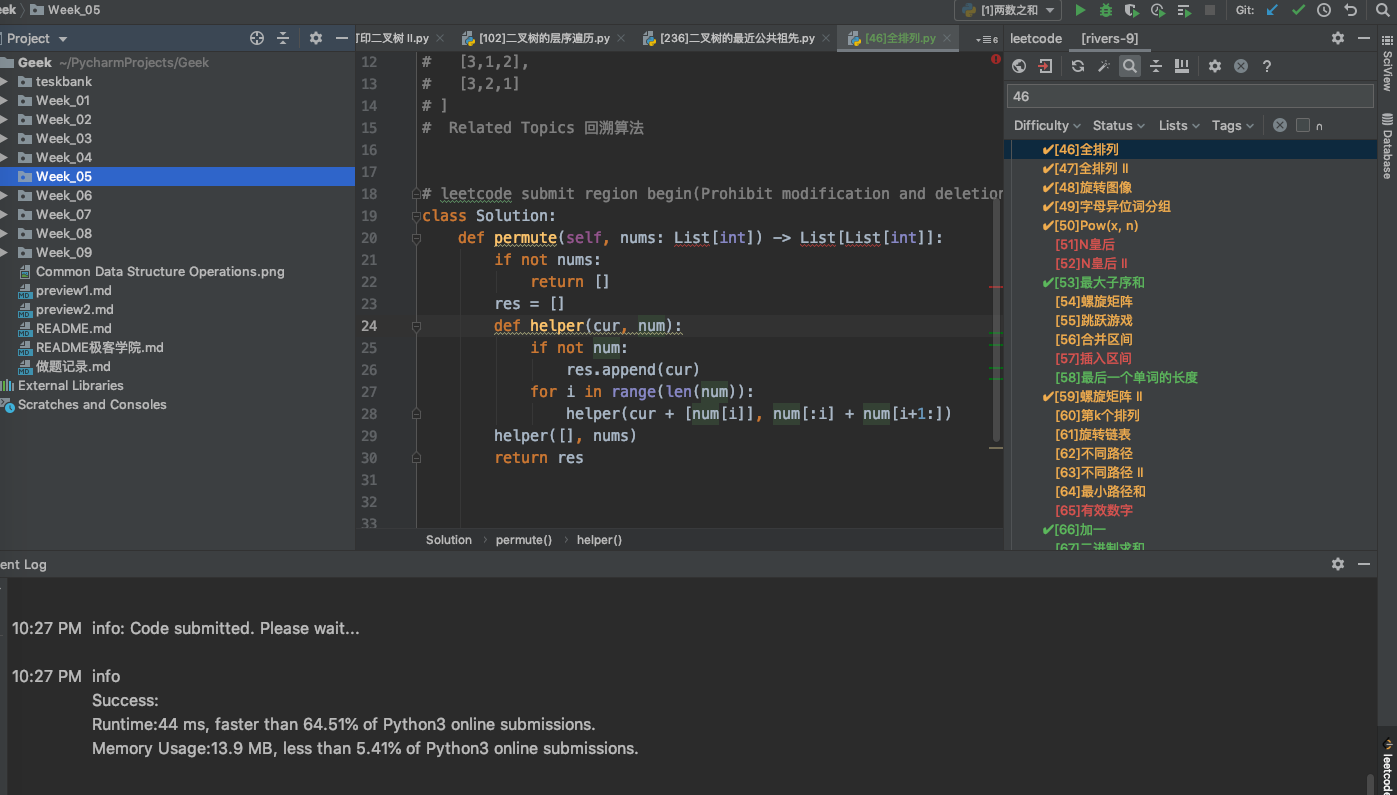 eek
Week_05
[1]两数之和
Git:
Project
印二叉树 II.py
[102]二叉树的层序遍历.py
[236]二叉树的最近公共祖先.py
[46]全排列.py
6
leetcode
[rivers-9]
Geek ~/PycharmProjects/Geek
teskbank
Week_01
Week_02
Week_03
Week_04
Week_05
Week_06
Week_07
Week_08
Week_09
Common Data Structure Operations.png
preview1.md
preview2.md
README.md
README极客学院.md
做题记录.md
External Libraries
Scratches and Consoles
12 #   [3,1,2],
13 #   [3,2,1]
14 # ]
15 #  Related Topics 回溯算法
16
17
18 # leetcode submit region begin(Prohibit modification and deletion
19 class Solution:
20     def permute(self, nums: List[int]) -> List[List[int]]:
21         if not nums:
22             return []
23         res = []
24         def helper(cur, num):
25             if not num:
26                 res.append(cur)
27             for i in range(len(num)):
28                 helper(cur + [num[i]], num[:i] + num[i+1:])
29         helper([], nums)
30         return res
31
32
33
Solution › permute() › helper()
46
Difficulty Status Lists Tags
[46]全排列
[47]全排列 II
[48]旋转图像
[49]字母异位词分组
[50]Pow(x, n)
[51]N皇后
[52]N皇后 II
[53]最大子序和
[54]螺旋矩阵
[55]跳跃游戏
[56]合并区间
[57]插入区间
[58]最后一个单词的长度
[59]螺旋矩阵 II
[60]第k个排列
[61]旋转链表
[62]不同路径
[63]不同路径 II
[64]最小路径和
[65]有效数字
[66]加一
[67]二进制求和
SciView
Database
leetcode
ent Log
10:27 PM info: Code submitted. Please wait...
10:27 PM info
Success:
Runtime:44 ms, faster than 64.51% of Python3 online submissions.
Memory Usage:13.9 MB, less than 5.41% of Python3 online submissions.